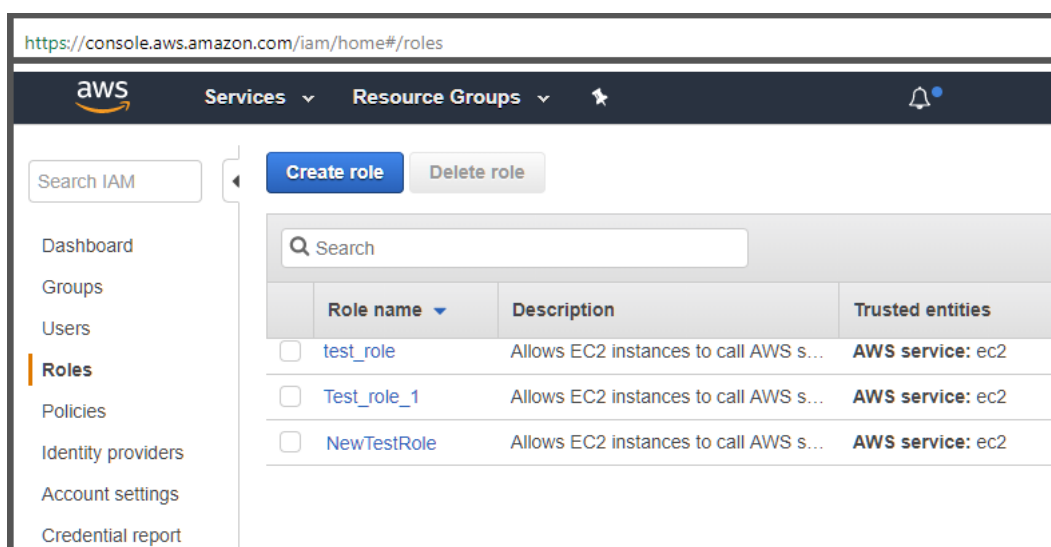 https://console.aws.amazon.com/iam/home#/roles
aws Services Resource Groups
Search IAM
Create role Delete role
Dashboard
Groups
Users
Roles
Policies
Identity providers
Account settings
Credential report
Search
Role name Description Trusted entities
test_role Allows EC2 instances to call AWS s... AWS service: ec2
Test_role_1 Allows EC2 instances to call AWS s... AWS service: ec2
NewTestRole Allows EC2 instances to call AWS s... AWS service: ec2